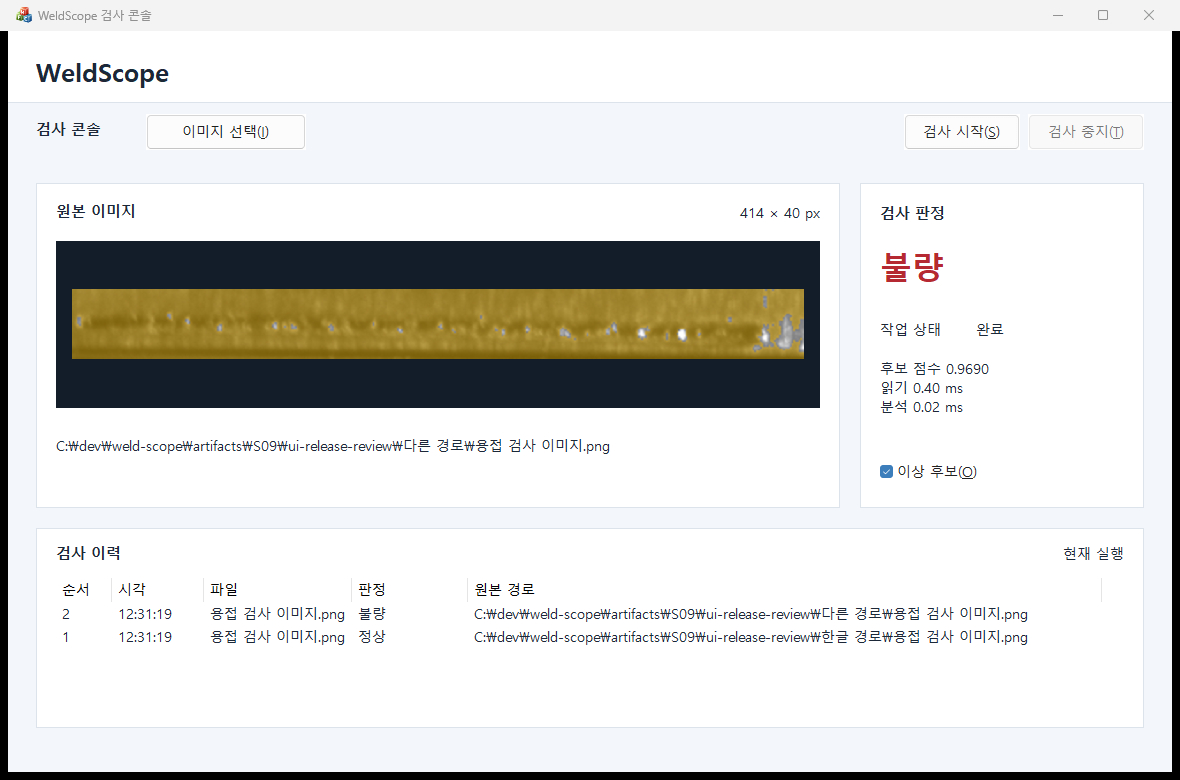 WeldScope 검사 콘솔
WeldScope
검사 콘솔
이미지 선택(I)
검사 시작(S)
검사 중지(T)
원본 이미지
414 × 40 px
C:₩dev₩weld-scope₩artifacts₩S09₩ui-release-review₩다른 경로₩용접 검사 이미지.png
검사 판정
불량
작업 상태 완료
후보 점수 0.9690
읽기 0.40 ms
분석 0.02 ms
이상 후보(O)
검사 이력
현재 실행
순서 시각 파일 판정 원본 경로
2 12:31:19 용접 검사 이미지.png 불량 C:₩dev₩weld-scope₩artifacts₩S09₩ui-release-review₩다른 경로₩용접 검사 이미지.png
1 12:31:19 용접 검사 이미지.png 정상 C:₩dev₩weld-scope₩artifacts₩S09₩ui-release-review₩한글 경로₩용접 검사 이미지.png